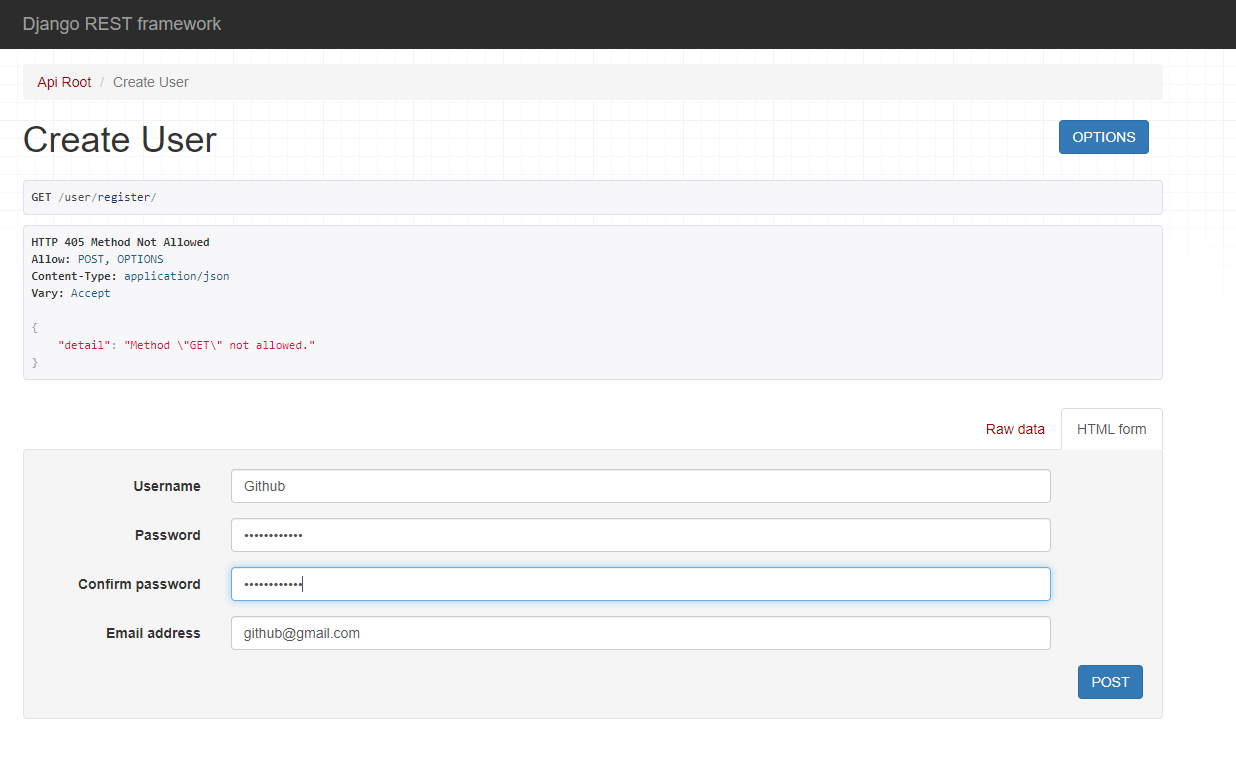 Django REST framework
Api Root / Create User
Create User
OPTIONS
GET /user/register/
HTTP 405 Method Not Allowed
Allow: POST, OPTIONS
Content-Type: application/json
Vary: Accept
{
    "detail": "Method \"GET\" not allowed."
}
Raw data
HTML form
Username
Github
Password
••••••••••••
Confirm password
••••••••••••
Email address
github@gmail.com
POST